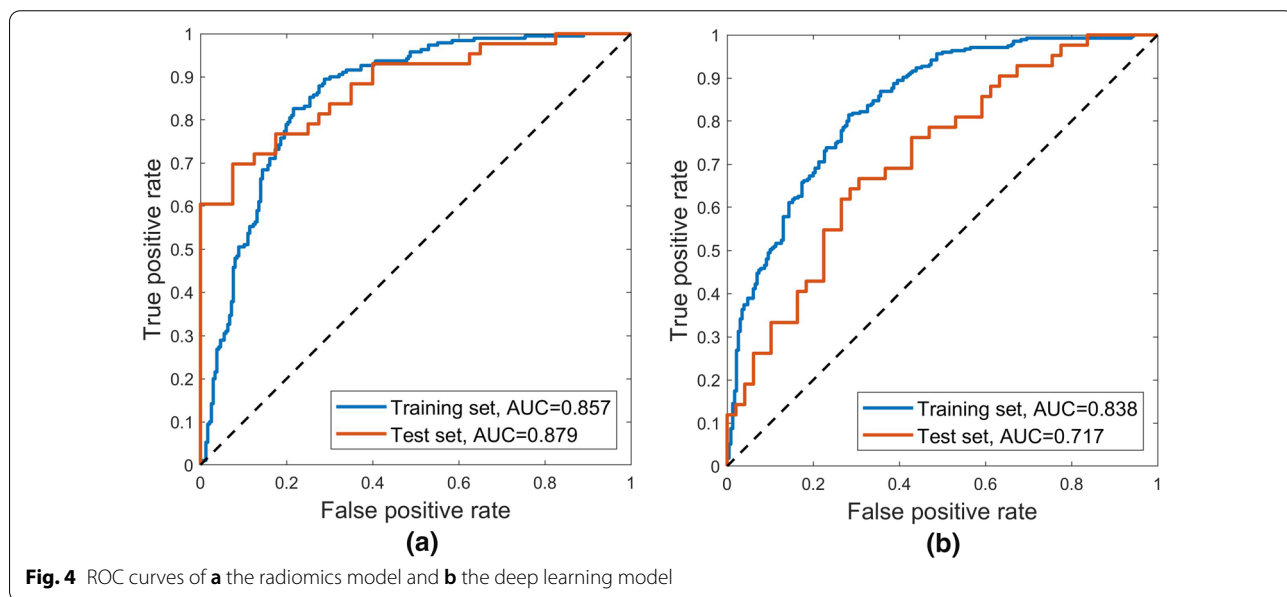 1
0.9
0.8
0.7
0.6
0.5
0.4
0.3
0.2
0.1
0
True positive rate
Training set, AUC=0.857
Test set, AUC=0.879
0 0.2 0.4 0.6 0.8 1
False positive rate
(a)
1
0.9
0.8
0.7
0.6
0.5
0.4
0.3
0.2
0.1
0
True positive rate
Training set, AUC=0.838
Test set, AUC=0.717
0 0.2 0.4 0.6 0.8 1
False positive rate
(b)
Fig. 4 ROC curves of a the radiomics model and b the deep learning model